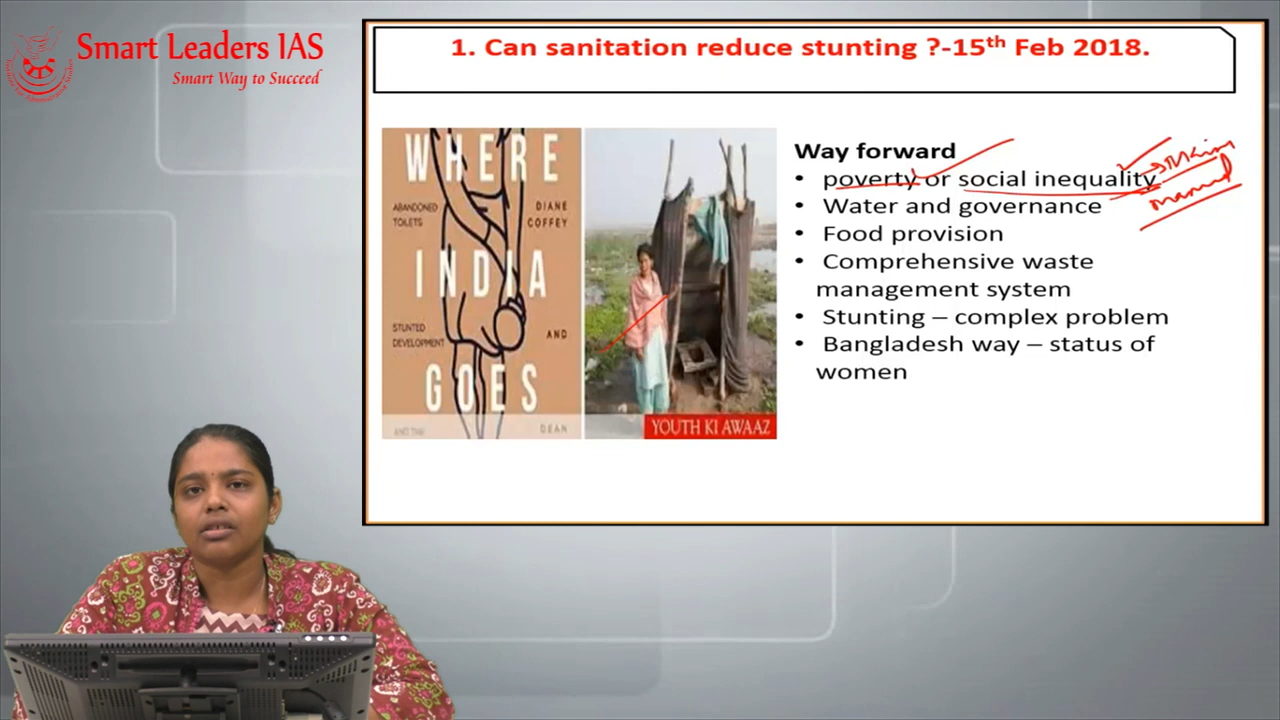 Smart Leaders IAS
Smart Way to Succeed
1. Can sanitation reduce stunting ?-15th Feb 2018.
WHERE
ABANDONED
TOILETS
DIANE
COFFEY
INDIA
STUNTED
DEVELOPMENT
AND
GOES
AND THE
DEAN
YOUTH KI AWAAZ
Way forward
• poverty or social inequality
• Water and governance
• Food provision
• Comprehensive waste
management system
• Stunting – complex problem
• Bangladesh way – status of
women